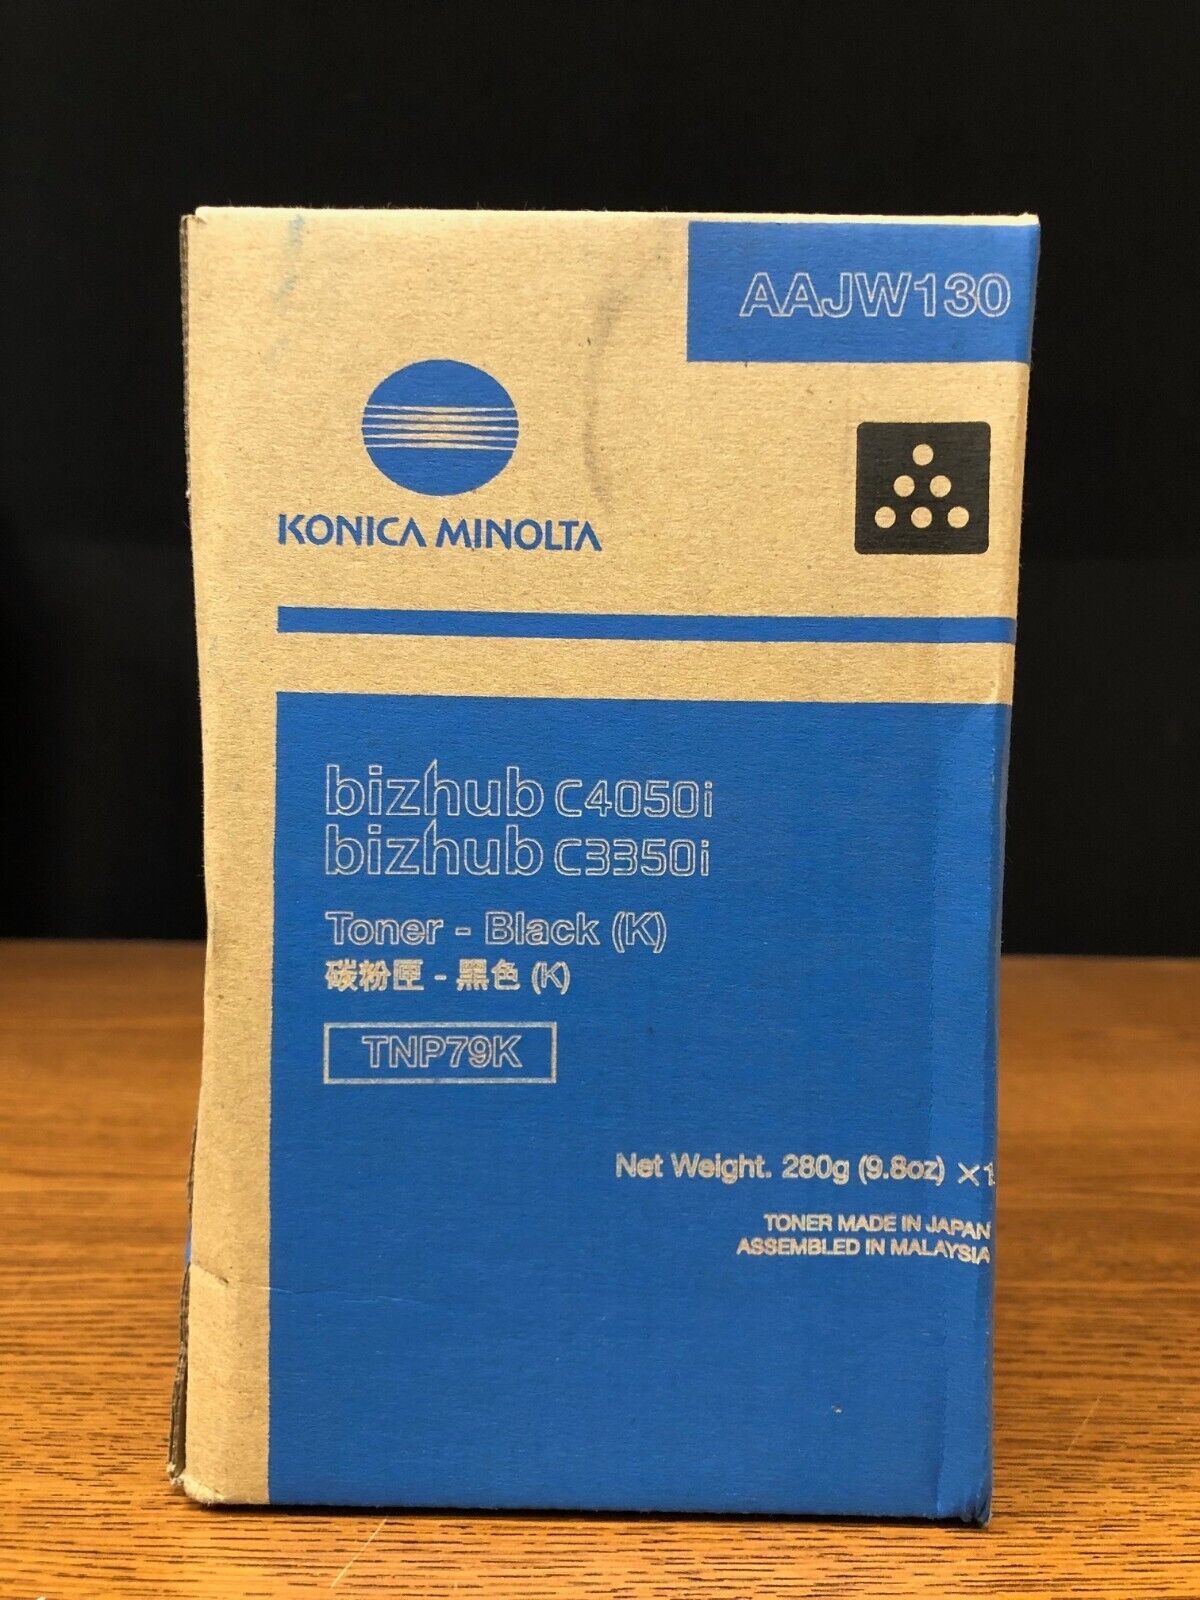 AAJW130
KONICA MINOLTA
bizhub C4050i
bizhub C3350i
Toner - Black (K)
碳粉匣 - 黑色 (K)
TNP79K
Net Weight. 280g (9.8oz) ×1
TONER MADE IN JAPAN
ASSEMBLED IN MALAYSIA